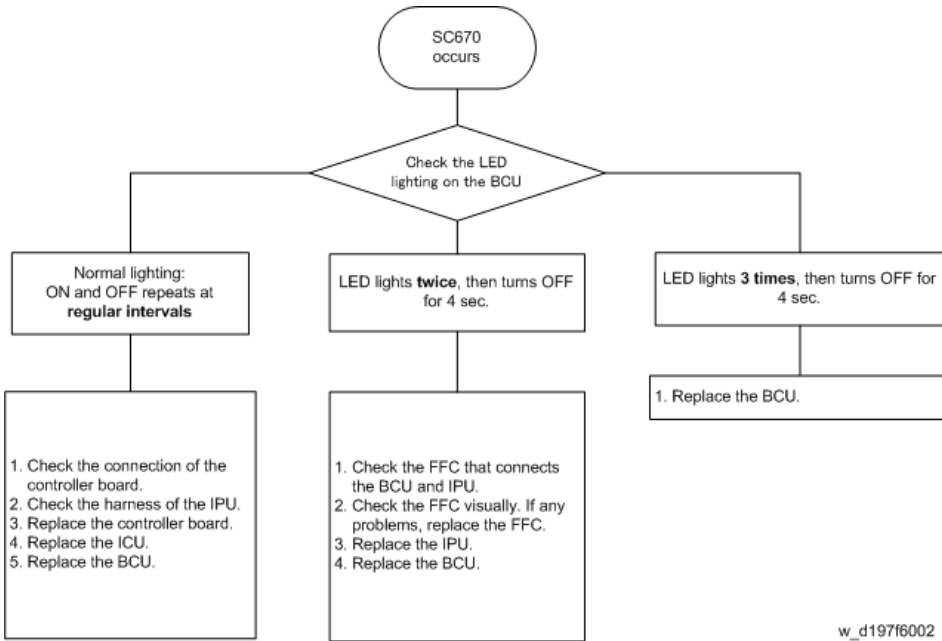 SC670
occurs
Check the LED
lighting on the BCU
Normal lighting:
ON and OFF repeats at
regular intervals
LED lights twice, then turns OFF
for 4 sec.
LED lights 3 times, then turns OFF for
4 sec.
1. Check the connection of the
controller board.
2. Check the harness of the IPU.
3. Replace the controller board.
4. Replace the ICU.
5. Replace the BCU.
1. Check the FFC that connects
the BCU and IPU.
2. Check the FFC visually. If any
problems, replace the FFC.
3. Replace the IPU.
4. Replace the BCU.
1. Replace the BCU.
w_d197f6002